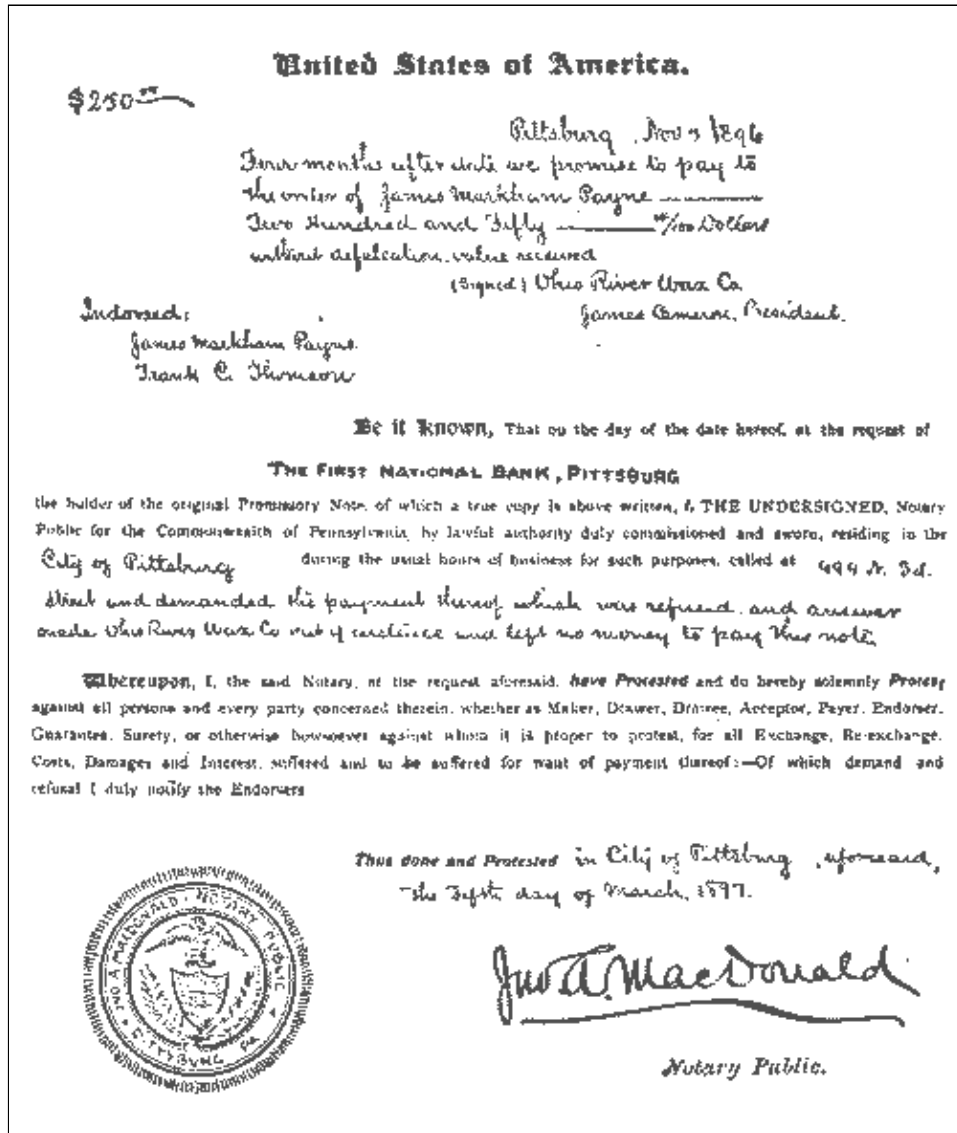 United States of America.
$250
Pittsburg, Nov 5 1896
Four months after date we promise to pay to
the order of James Markham Payne
Two Hundred and Fifty /100 Dollars
without defalcation, value received
(Signed) Ohio River Wax Co.
James Cameron, President.
Indorsed:
James Markham Payne
Frank C. Thomson
Be it Known, That on the day of the date hereof, at the request of
THE FIRST NATIONAL BANK, PITTSBURG
the holder of the original Promissory Note, of which a true copy is above written, I, THE UNDERSIGNED, Notary
Public for the Commonwealth of Pennsylvania, by lawful authority duly commissioned and sworn, residing in the
City of Pittsburg during the usual hours of business for such purposes, called at 999 N. 3d.
street and demanded the payment thereof which was refused and answer
made Ohio River Wax Co out of existence and left no money to pay this note.
Whereupon, I, the said Notary, at the request aforesaid, have Protested and do hereby solemnly Protest,
against all persons and every party concerned therein, whether as Maker, Drawer, Drawee, Acceptor, Payer, Endorser,
Guarantee, Surety, or otherwise howsoever against whom it is proper to protest, for all Exchange, Re-exchange,
Costs, Damages and Interest, suffered and to be suffered for want of payment thereof:—Of which demand and
refusal I duly notify the Endorsers
Thus done and Protested in City of Pittsburg, aforesaid,
the Fifth day of March, 1897.
JNO A MACDONALD · NOTARY PUBLIC
PITTSBURG PA
Jno. A. MacDonald
Notary Public.